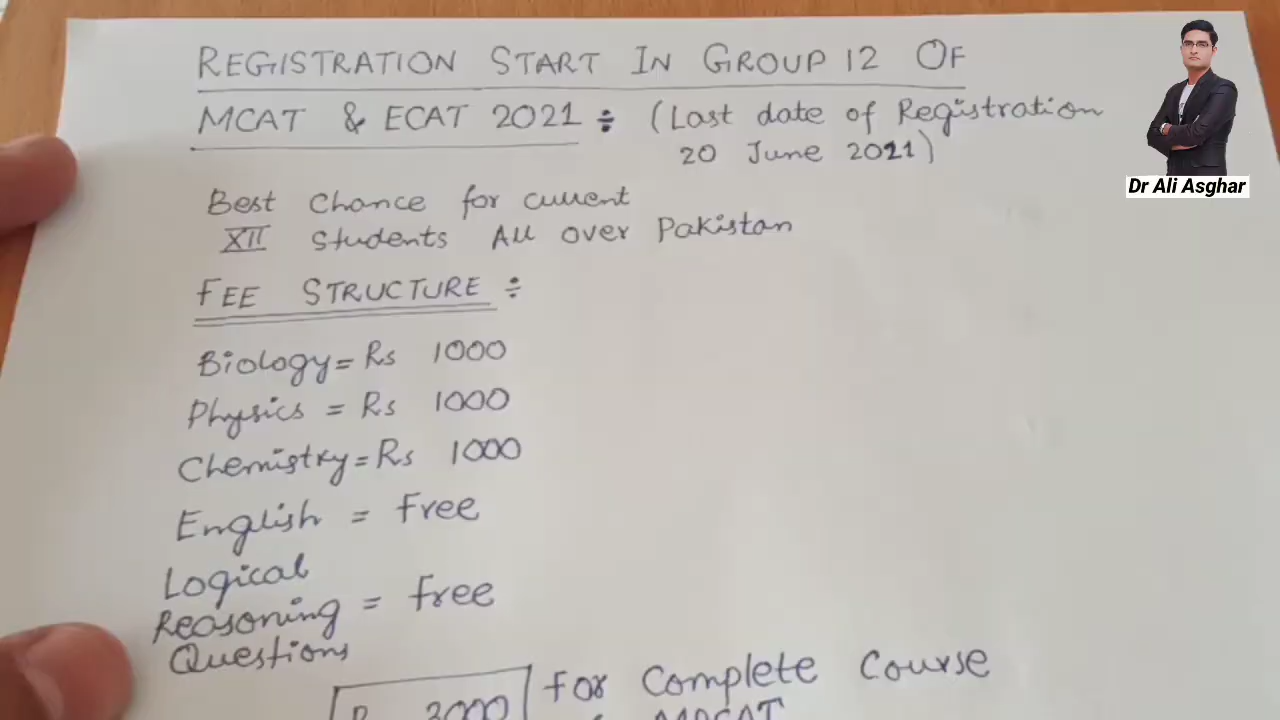 REGISTRATION START IN GROUP 12 OF
MCAT & ECAT 2021 ÷ (Last date of Registration
20 June 2021)
Best Chance for current
XII Students All over Pakistan
FEE STRUCTURE ÷
Biology = Rs 1000
Physics = Rs 1000
Chemistry = Rs 1000
English = Free
Logical
Reasoning = free
Questions
3000 for Complete Course
MDCAT
Dr Ali Asghar